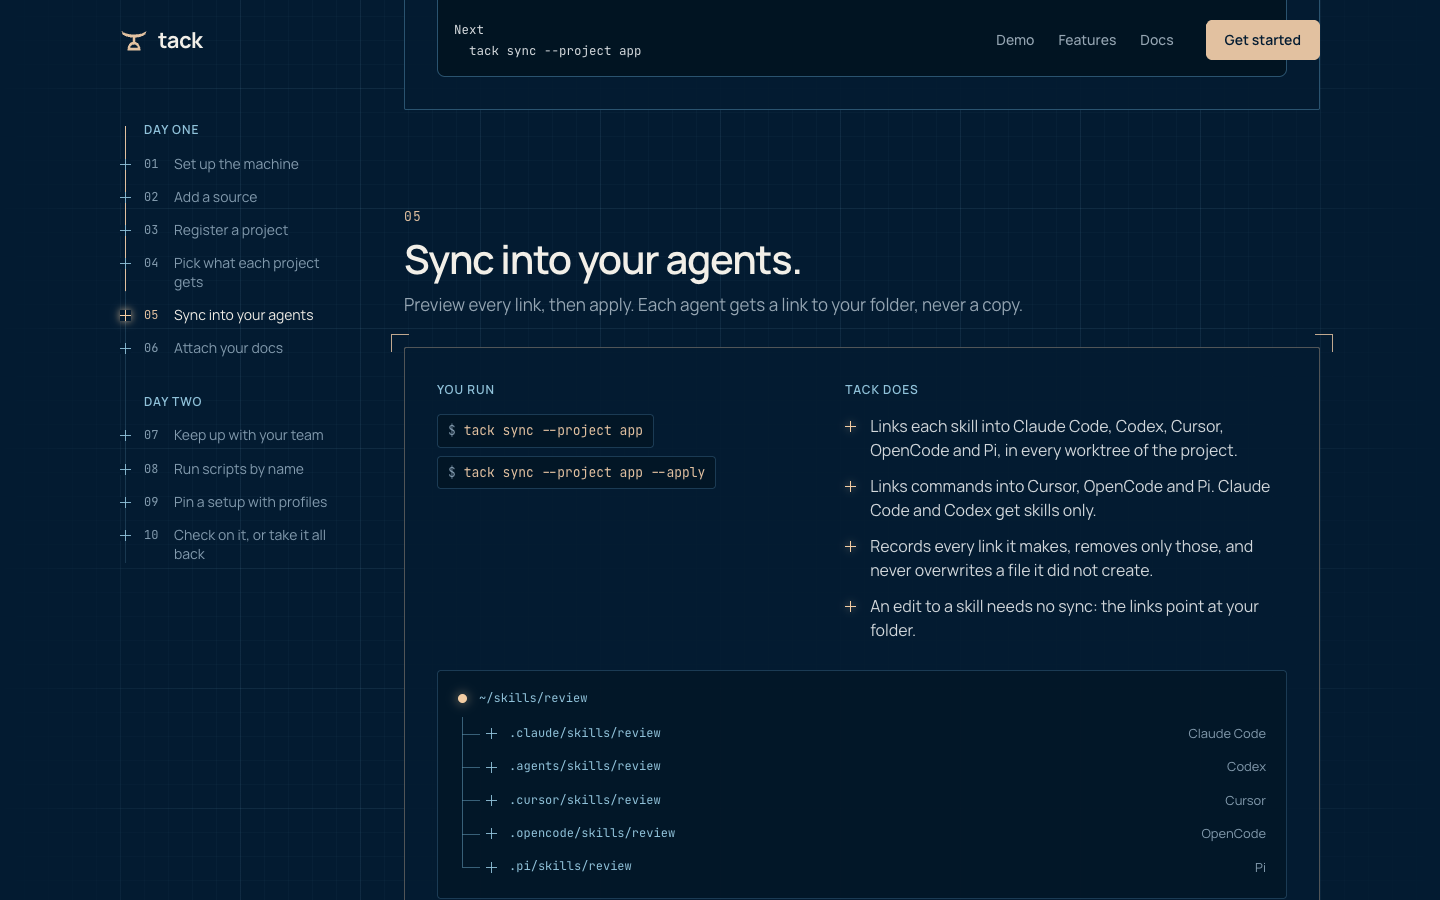 Next
tack sync --project app
tack
Demo
Features
Docs
Get started
DAY ONE
01 Set up the machine
02 Add a source
03 Register a project
04 Pick what each project
gets
05 Sync into your agents
06 Attach your docs
DAY TWO
07 Keep up with your team
08 Run scripts by name
09 Pin a setup with profiles
10 Check on it, or take it all
back
05
Sync into your agents.
Preview every link, then apply. Each agent gets a link to your folder, never a copy.
YOU RUN
$ tack sync --project app
$ tack sync --project app --apply
TACK DOES
Links each skill into Claude Code, Codex, Cursor,
OpenCode and Pi, in every worktree of the project.
Links commands into Cursor, OpenCode and Pi. Claude
Code and Codex get skills only.
Records every link it makes, removes only those, and
never overwrites a file it did not create.
An edit to a skill needs no sync: the links point at your
folder.
~/skills/review
.claude/skills/review Claude Code
.agents/skills/review Codex
.cursor/skills/review Cursor
.opencode/skills/review OpenCode
.pi/skills/review Pi